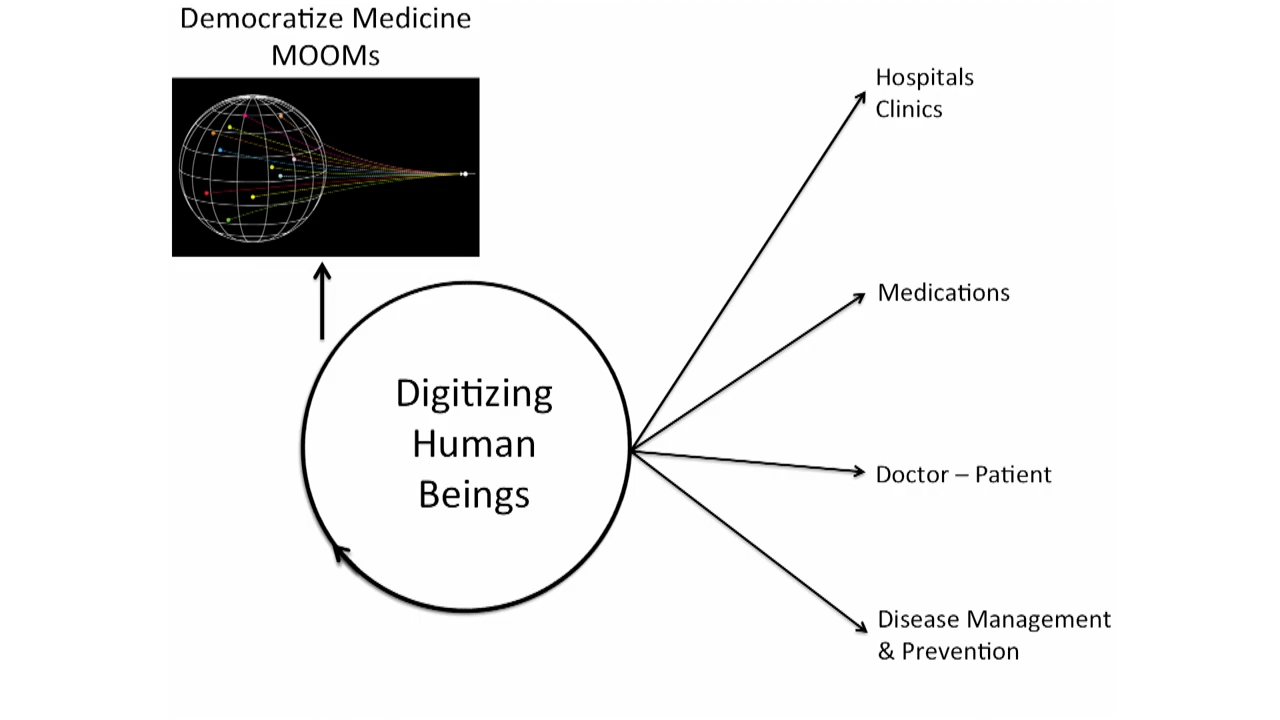 Democratize Medicine
MOOMs
Hospitals
Clinics
Medications
Digitizing
Human
Beings
Doctor – Patient
Disease Management
& Prevention